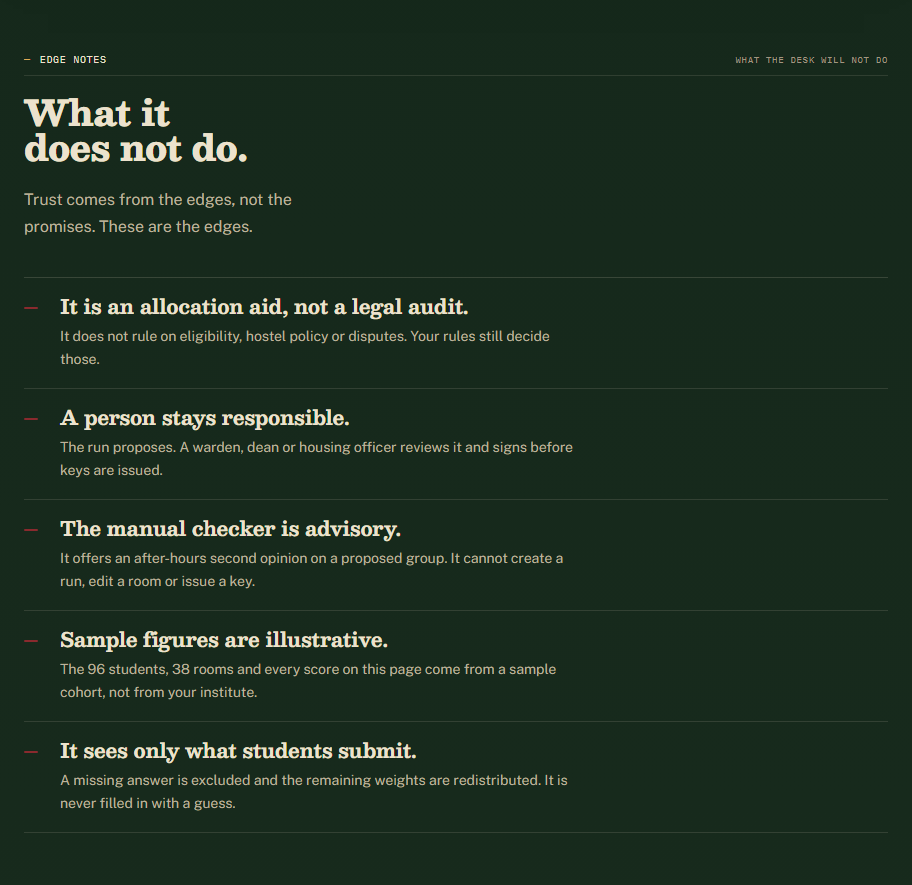 — EDGE NOTES
WHAT THE DESK WILL NOT DO
What it
does not do.
Trust comes from the edges, not the
promises. These are the edges.
— It is an allocation aid, not a legal audit.
It does not rule on eligibility, hostel policy or disputes. Your rules still decide
those.
— A person stays responsible.
The run proposes. A warden, dean or housing officer reviews it and signs before
keys are issued.
— The manual checker is advisory.
It offers an after-hours second opinion on a proposed group. It cannot create a
run, edit a room or issue a key.
— Sample figures are illustrative.
The 96 students, 38 rooms and every score on this page come from a sample
cohort, not from your institute.
— It sees only what students submit.
A missing answer is excluded and the remaining weights are redistributed. It is
never filled in with a guess.